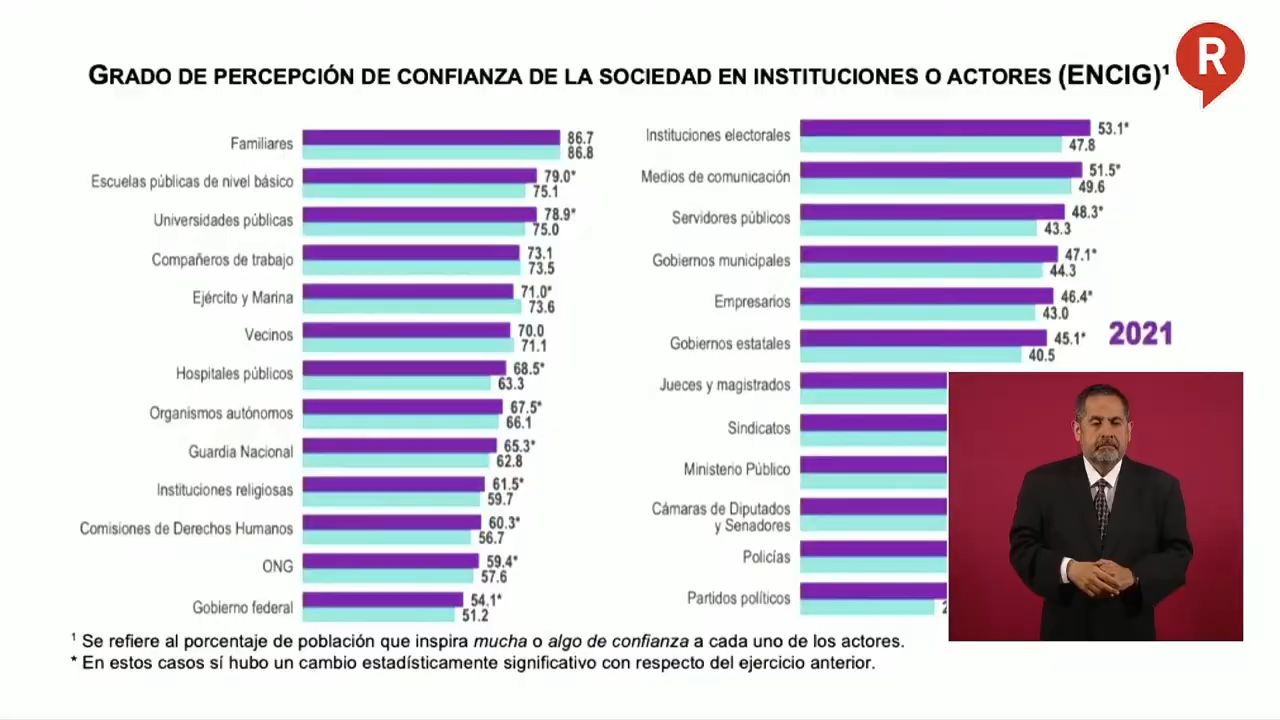 GRADO DE PERCEPCIÓN DE CONFIANZA DE LA SOCIEDAD EN INSTITUCIONES O ACTORES (ENCIG)¹
R
Familiares 86.7
86.8
Escuelas públicas de nivel básico 79.0*
75.1
Universidades públicas 78.9*
75.0
Compañeros de trabajo 73.1
73.5
Ejército y Marina 71.0*
73.6
Vecinos 70.0
71.1
Hospitales públicos 68.5*
63.3
Organismos autónomos 67.5*
66.1
Guardia Nacional 65.3*
62.8
Instituciones religiosas 61.5*
59.7
Comisiones de Derechos Humanos 60.3*
56.7
ONG 59.4*
57.6
Gobierno federal 54.1*
51.2
Instituciones electorales 53.1*
47.8
Medios de comunicación 51.5*
49.6
Servidores públicos 48.3*
43.3
Gobiernos municipales 47.1*
44.3
Empresarios 46.4*
43.0
Gobiernos estatales 45.1*
40.5
2021
Jueces y magistrados
Sindicatos
Ministerio Público
Cámaras de Diputados
y Senadores
Policías
Partidos políticos
¹ Se refiere al porcentaje de población que inspira mucha o algo de confianza a cada uno de los actores.
* En estos casos sí hubo un cambio estadísticamente significativo con respecto del ejercicio anterior.